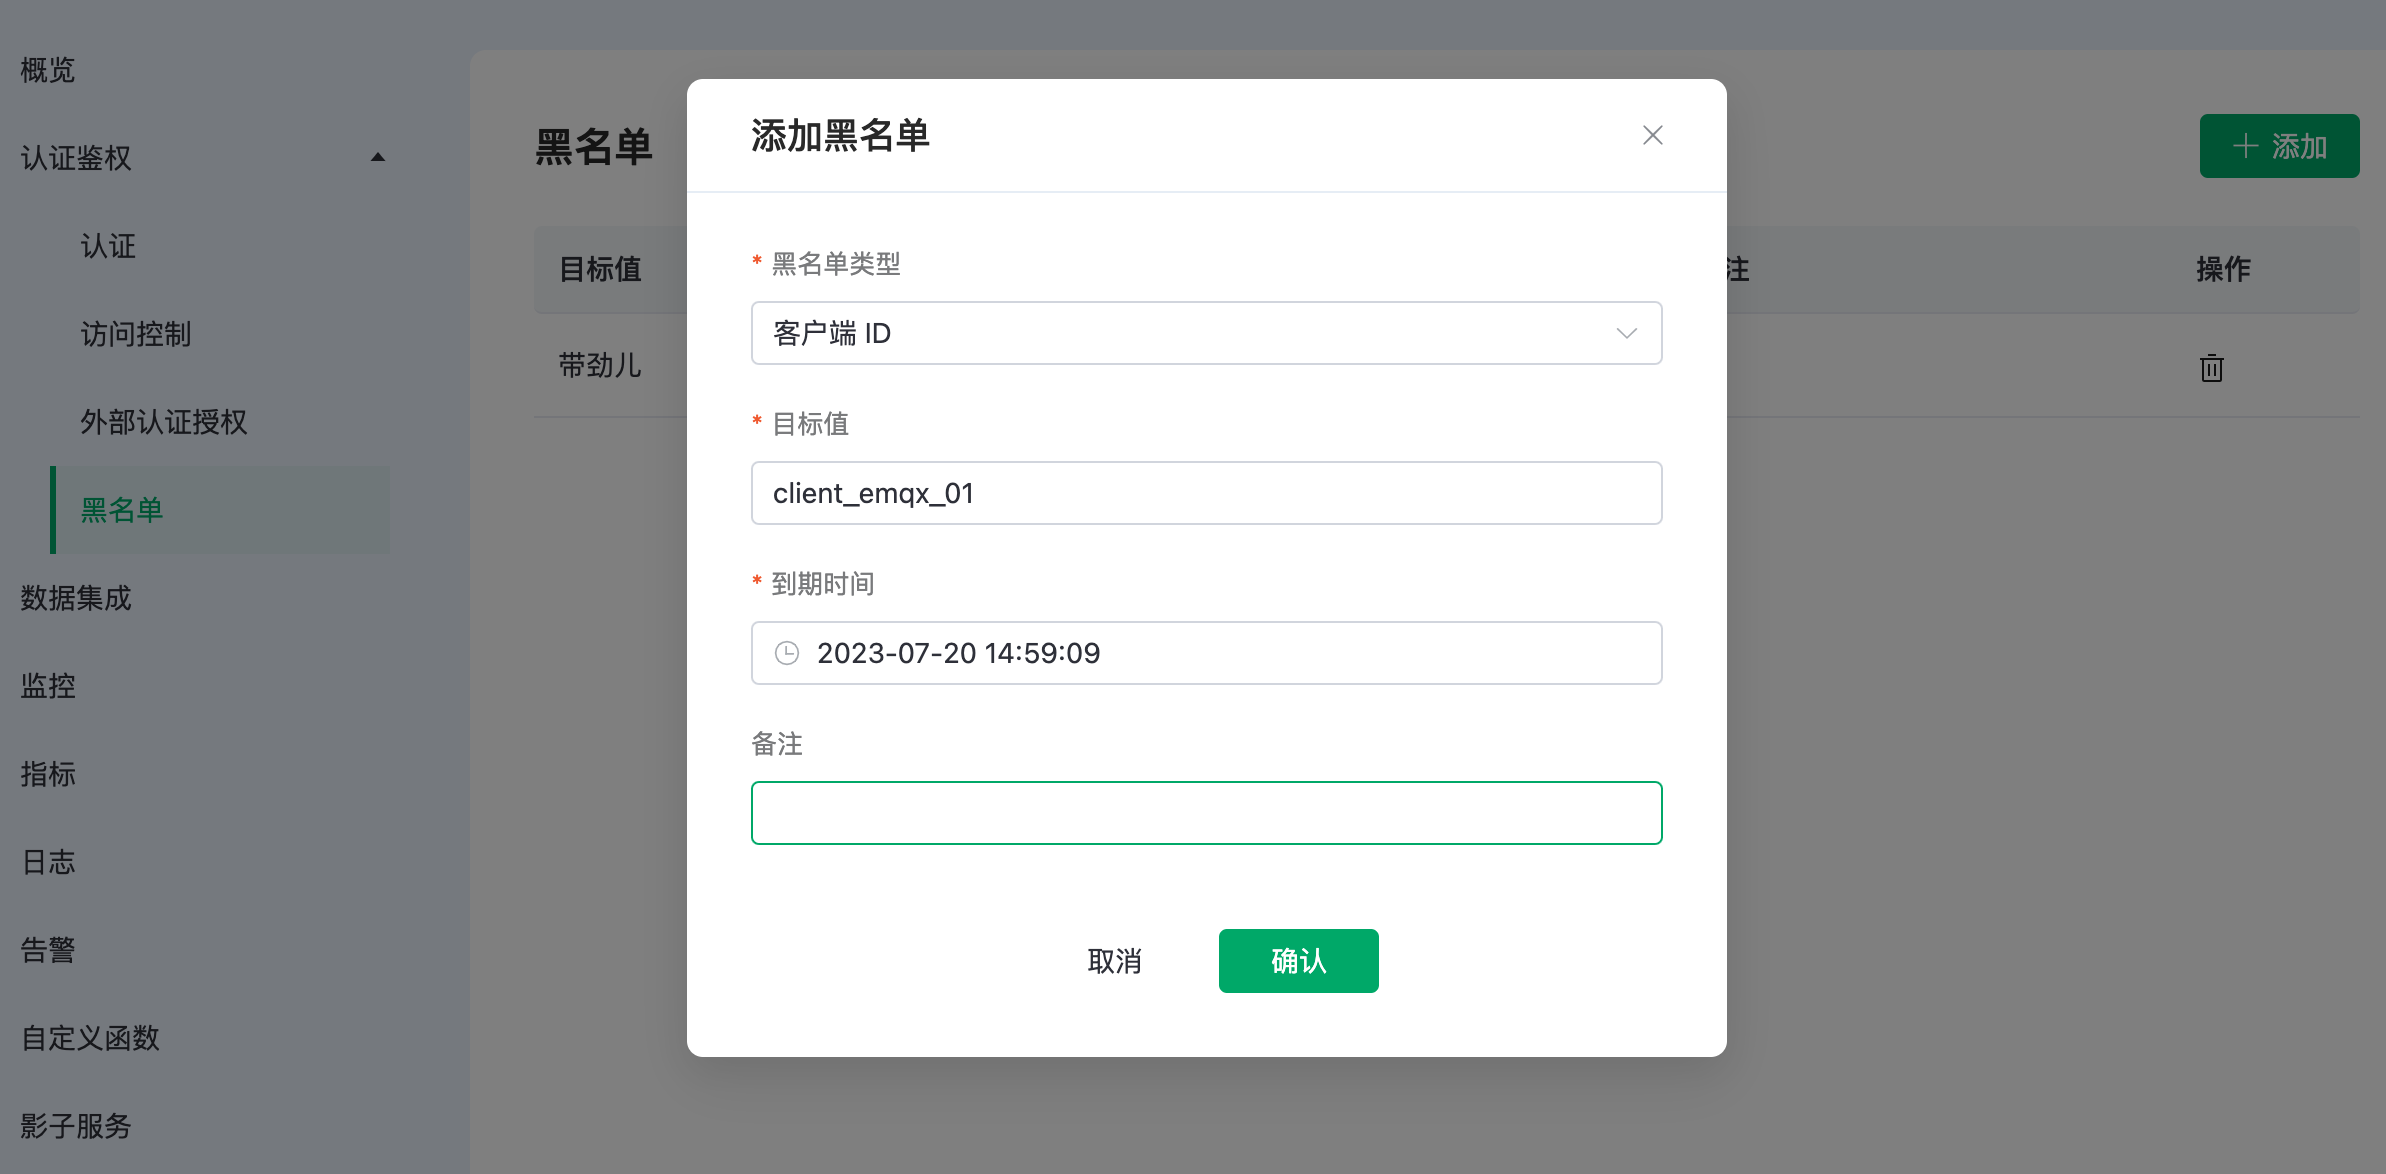 概览
认证鉴权
认证
访问控制
外部认证授权
黑名单
数据集成
监控
指标
日志
告警
自定义函数
影子服务
黑名单
添加
目标值
注
操作
带劲儿
添加黑名单
* 黑名单类型
客户端 ID
* 目标值
client_emqx_01
* 到期时间
2023-07-20 14:59:09
备注
取消
确认